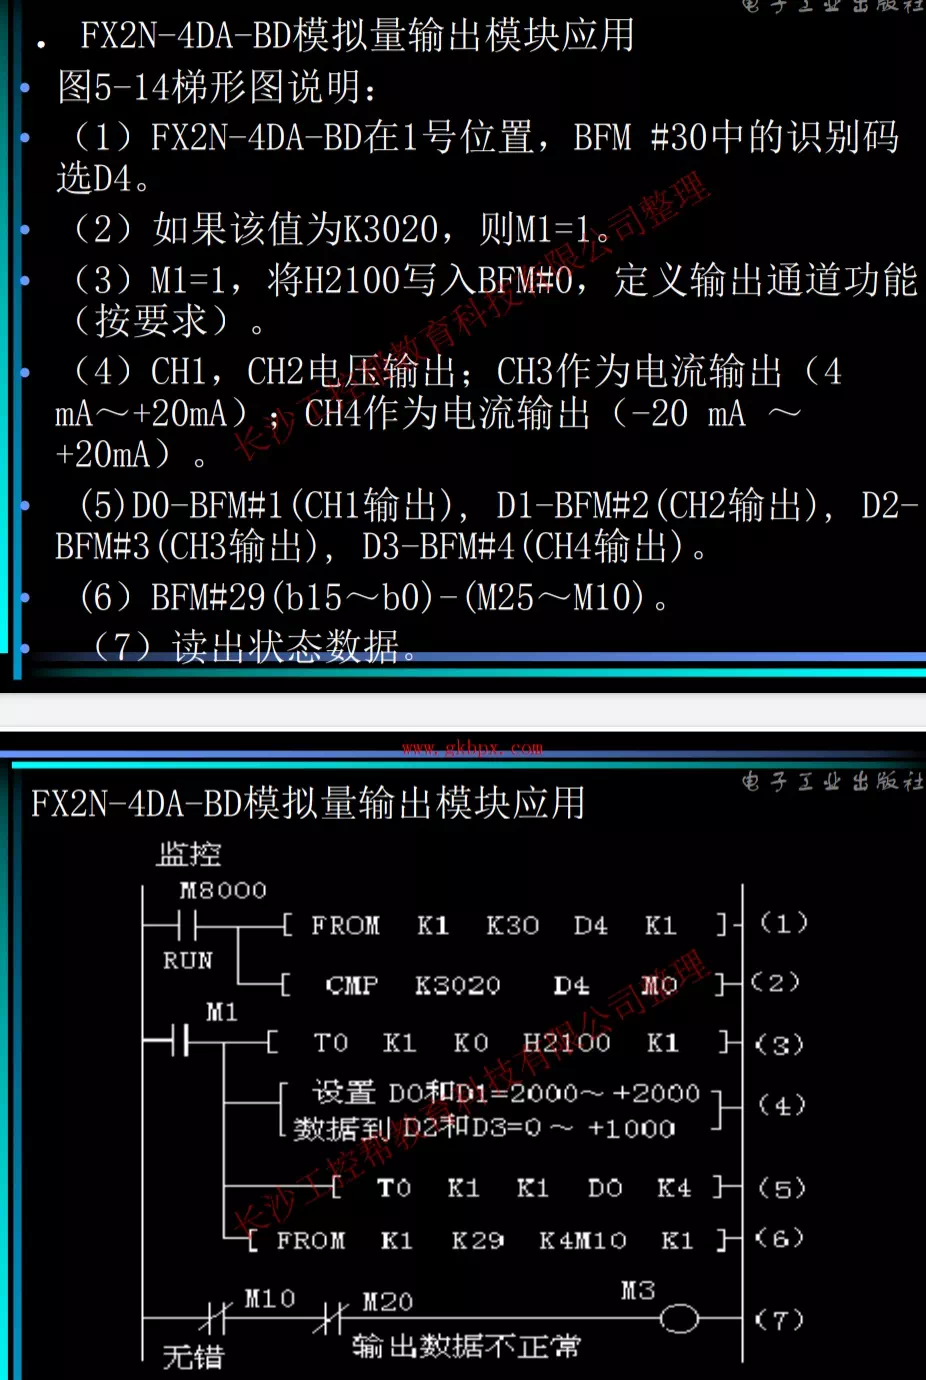 电子工业出版社
. FX2N-4DA-BD模拟量输出模块应用
• 图5-14梯形图说明:
• （1）FX2N-4DA-BD在1号位置，BFM #30中的识别码
选D4。
• （2）如果该值为K3020，则M1=1。
• （3）M1=1，将H2100写入BFM#0，定义输出通道功能
（按要求）。
• （4）CH1，CH2电压输出；CH3作为电流输出（4
mA～+20mA）；CH4作为电流输出（-20 mA ～
+20mA）。
• (5)D0-BFM#1(CH1输出), D1-BFM#2(CH2输出), D2-
BFM#3(CH3输出), D3-BFM#4(CH4输出)。
• (6）BFM#29(b15～b0)-(M25～M10)。
• （7）读出状态数据。
长沙工控帮教育科技有限公司整理
www.gkbpx.com
电子工业出版社
FX2N-4DA-BD模拟量输出模块应用
监控
M8000
[ FROM K1 K30 D4 K1 ] (1)
RUN
[ CMP K3020 D4 M0 ] (2)
M1
[ TO K1 K0 H2100 K1 ] (3)
[ 设置 D0和D1=2000～+2000
数据到 D2和D3=0～ +1000 ] (4)
[ TO K1 K1 D0 K4 ] (5)
[ FROM K1 K29 K4M10 K1 ] (6)
M10 M20 M3
(7)
无错 输出数据不正常
长沙工控帮教育科技有限公司整理